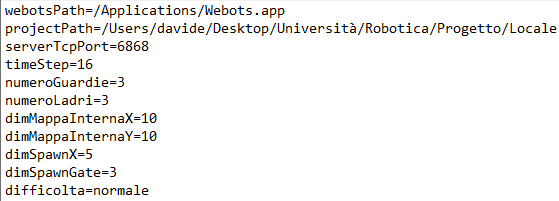 webotsPath=/Applications/Webots.app
projectPath=/Users/davide/Desktop/Università/Robotica/Progetto/Locale
serverTcpPort=6868
timeStep=16
numeroGuardie=3
numeroLadri=3
dimMappaInternaX=10
dimMappaInternaY=10
dimSpawnX=5
dimSpawnGate=3
difficolta=normale